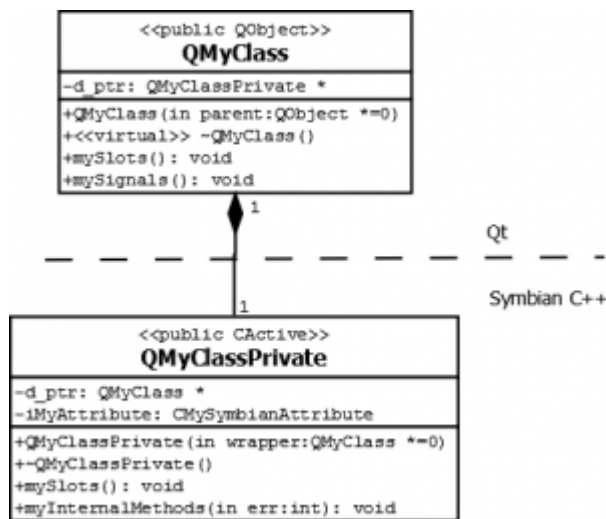 <<public QObject>>
QMyClass
-d_ptr: QMyClassPrivate *
+QMyClass(in parent:QObject *=0)
+<<virtual>> ~QMyClass()
+mySlots(): void
+mySignals(): void
1
Qt
Symbian C++
1
<<public CActive>>
QMyClassPrivate
-d_ptr: QMyClass *
-iMyAttribute: CMySymbianAttribute
+QMyClassPrivate(in wrapper:QMyClass *=0)
+~QMyClassPrivate()
+mySlots(): void
+myInternalMethods(in err:int): void